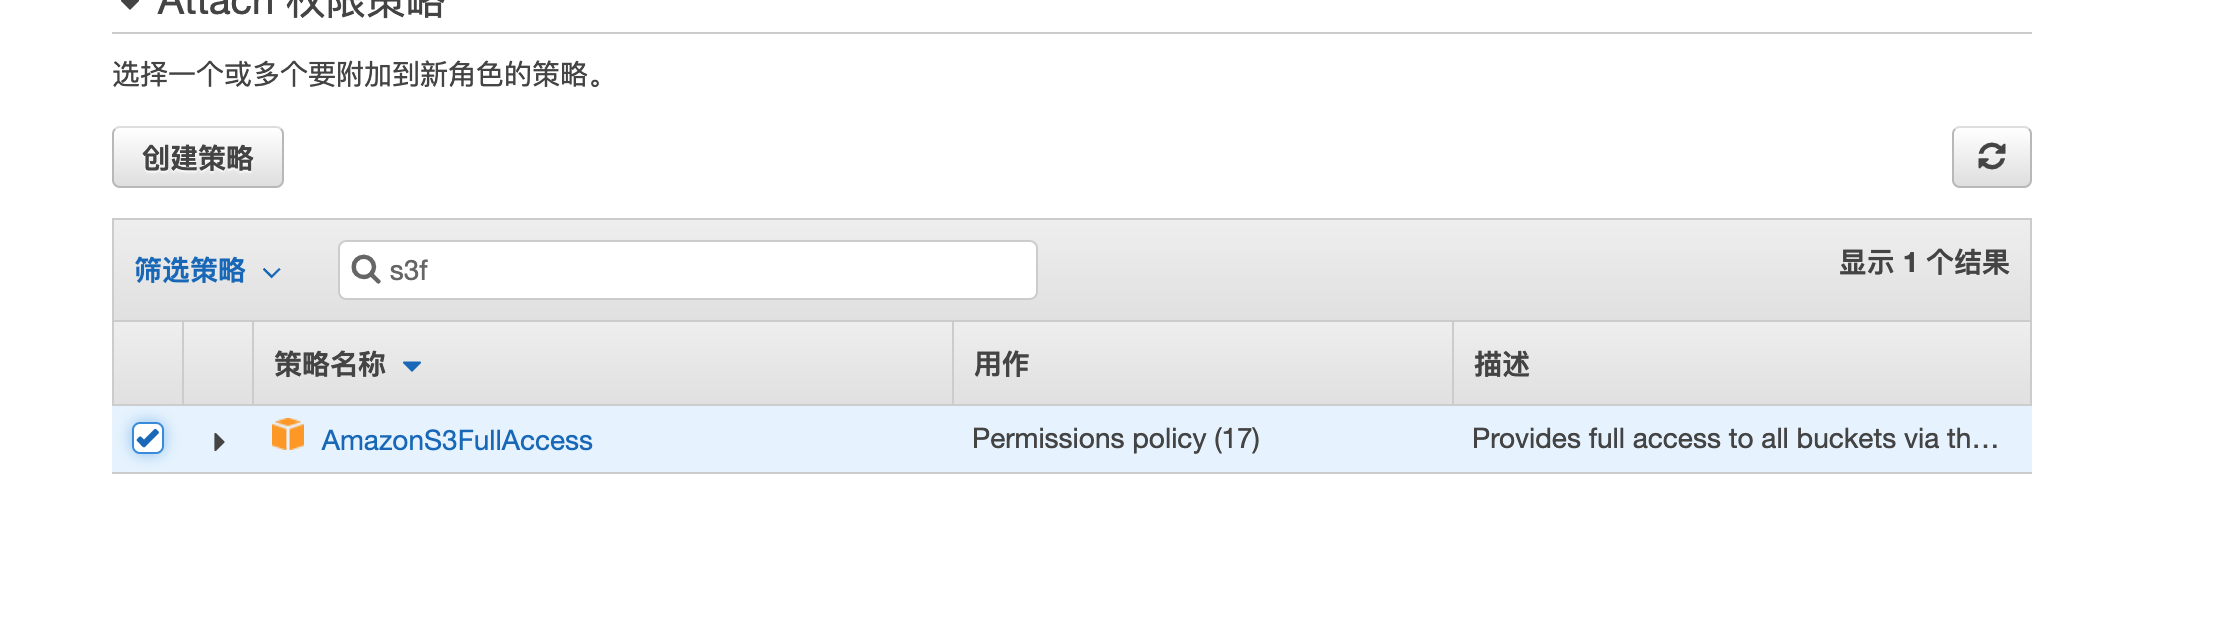 Attach 权限策略
选择一个或多个要附加到新角色的策略。
创建策略
筛选策略 s3f 显示 1 个结果
策略名称 用作 描述
AmazonS3FullAccess Permissions policy (17) Provides full access to all buckets via th…